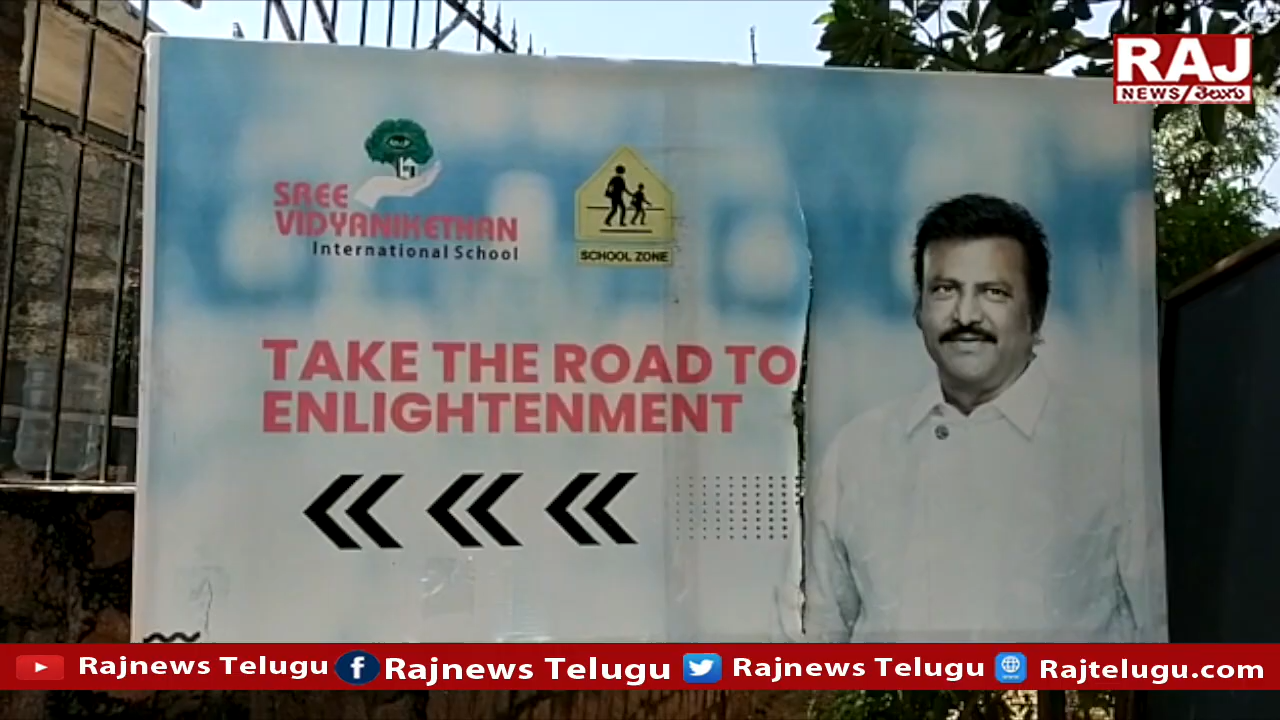 RAJ
NEWS తెలుగు
SREE
VIDYANIKETHAN
International School
SCHOOL ZONE
TAKE THE ROAD TO
ENLIGHTENMENT
Rajnews Telugu Rajnews Telugu Rajnews Telugu Rajtelugu.com